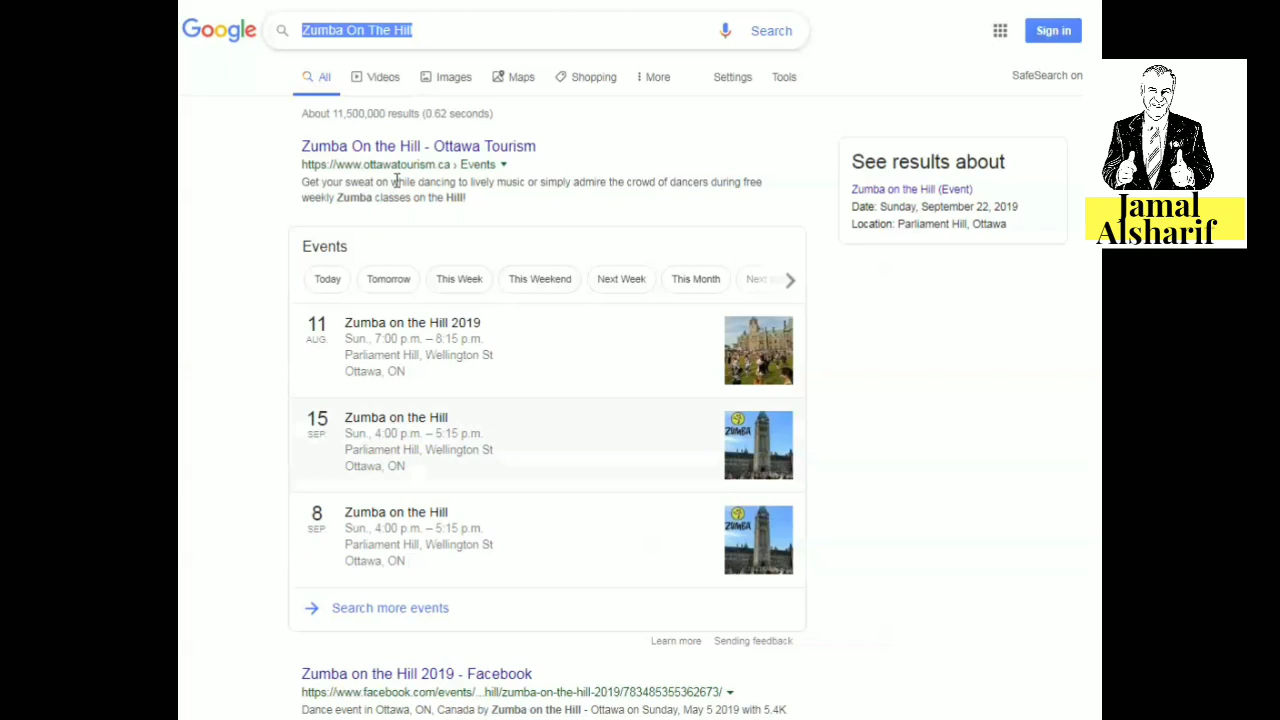 Google
Zumba On The Hill
Search
Sign in
All
Videos
Images
Maps
Shopping
More
Settings
Tools
SafeSearch on
About 11,500,000 results (0.62 seconds)
Zumba On the Hill - Ottawa Tourism
https://www.ottawatourism.ca › Events
Get your sweat on while dancing to lively music or simply admire the crowd of dancers during free
weekly Zumba classes on the Hill!
See results about
Zumba on the Hill (Event)
Date: Sunday, September 22, 2019
Location: Parliament Hill, Ottawa
Jamal
Alsharif
Events
Today
Tomorrow
This Week
This Weekend
Next Week
This Month
Next
11
AUG.
Zumba on the Hill 2019
Sun., 7:00 p.m. – 8:15 p.m.
Parliament Hill, Wellington St
Ottawa, ON
15
SEP.
Zumba on the Hill
Sun., 4:00 p.m. – 5:15 p.m.
Parliament Hill, Wellington St
Ottawa, ON
ZUMBA
8
SEP.
Zumba on the Hill
Sun., 4:00 p.m. – 5:15 p.m.
Parliament Hill, Wellington St
Ottawa, ON
ZUMBA
Search more events
Learn more
Sending feedback
Zumba on the Hill 2019 - Facebook
https://www.facebook.com/events/...hill/zumba-on-the-hill-2019/783485355362673/
Dance event in Ottawa, ON, Canada by Zumba on the Hill - Ottawa on Sunday, May 5 2019 with 5.4K